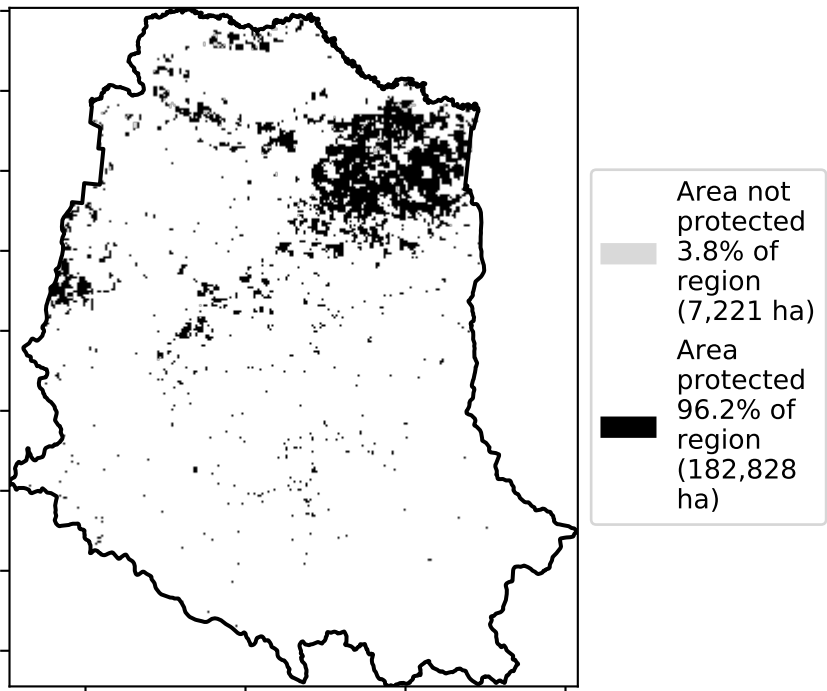 Area not
protected
3.8% of
region
(7,221 ha)
Area
protected
96.2% of
region
(182,828
ha)